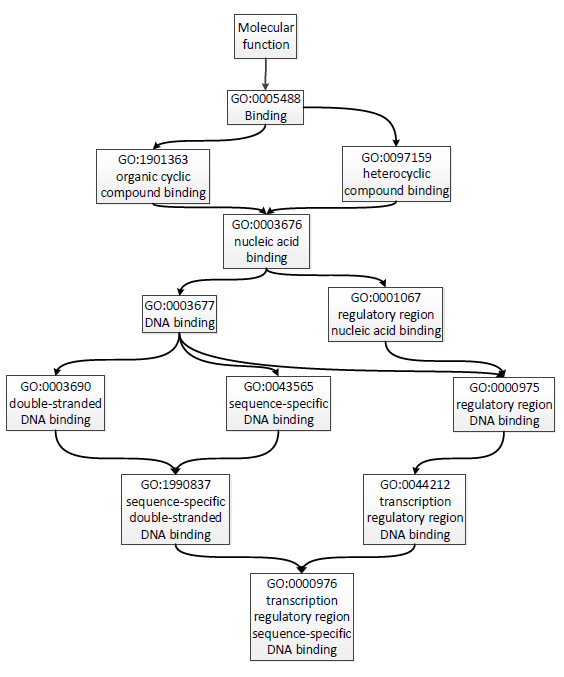 Molecular
function
GO:0005488
Binding
GO:1901363
organic cyclic
compound binding
GO:0097159
heterocyclic
compound binding
GO:0003676
nucleic acid
binding
GO:0003677
DNA binding
GO:0001067
regulatory region
nucleic acid binding
GO:0003690
double-stranded
DNA binding
GO:0043565
sequence-specific
DNA binding
GO:0000975
regulatory region
DNA binding
GO:1990837
sequence-specific
double-stranded
DNA binding
GO:0044212
transcription
regulatory region
DNA binding
GO:0000976
transcription
regulatory region
sequence-specific
DNA binding